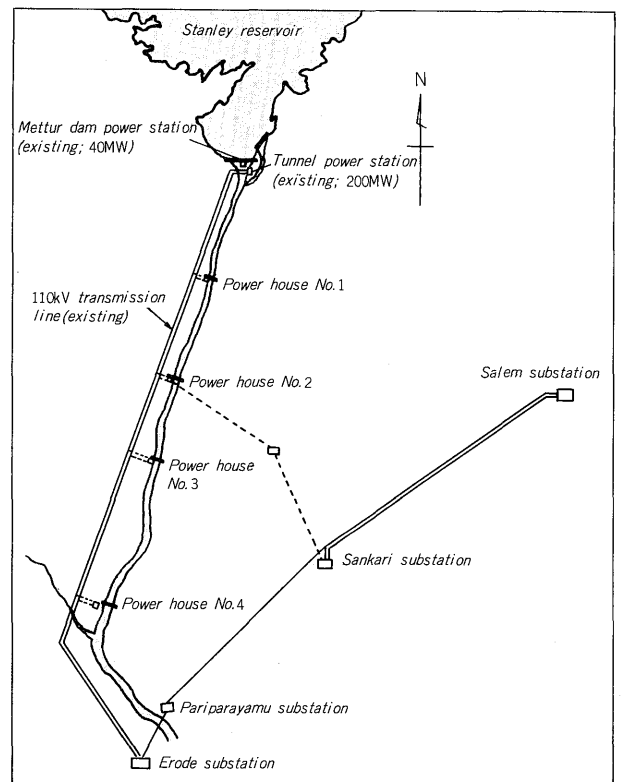 Stanley reservoir
N
Mettur dam power station
(existing; 40MW)
Tunnel power station
(existing; 200MW)
Power house No.1
110kV transmission
line(existing)
Power house No.2
Salem substation
Power house
No.3
Sankari substation
Power house No.4
Pariparayamu substation
Erode substation